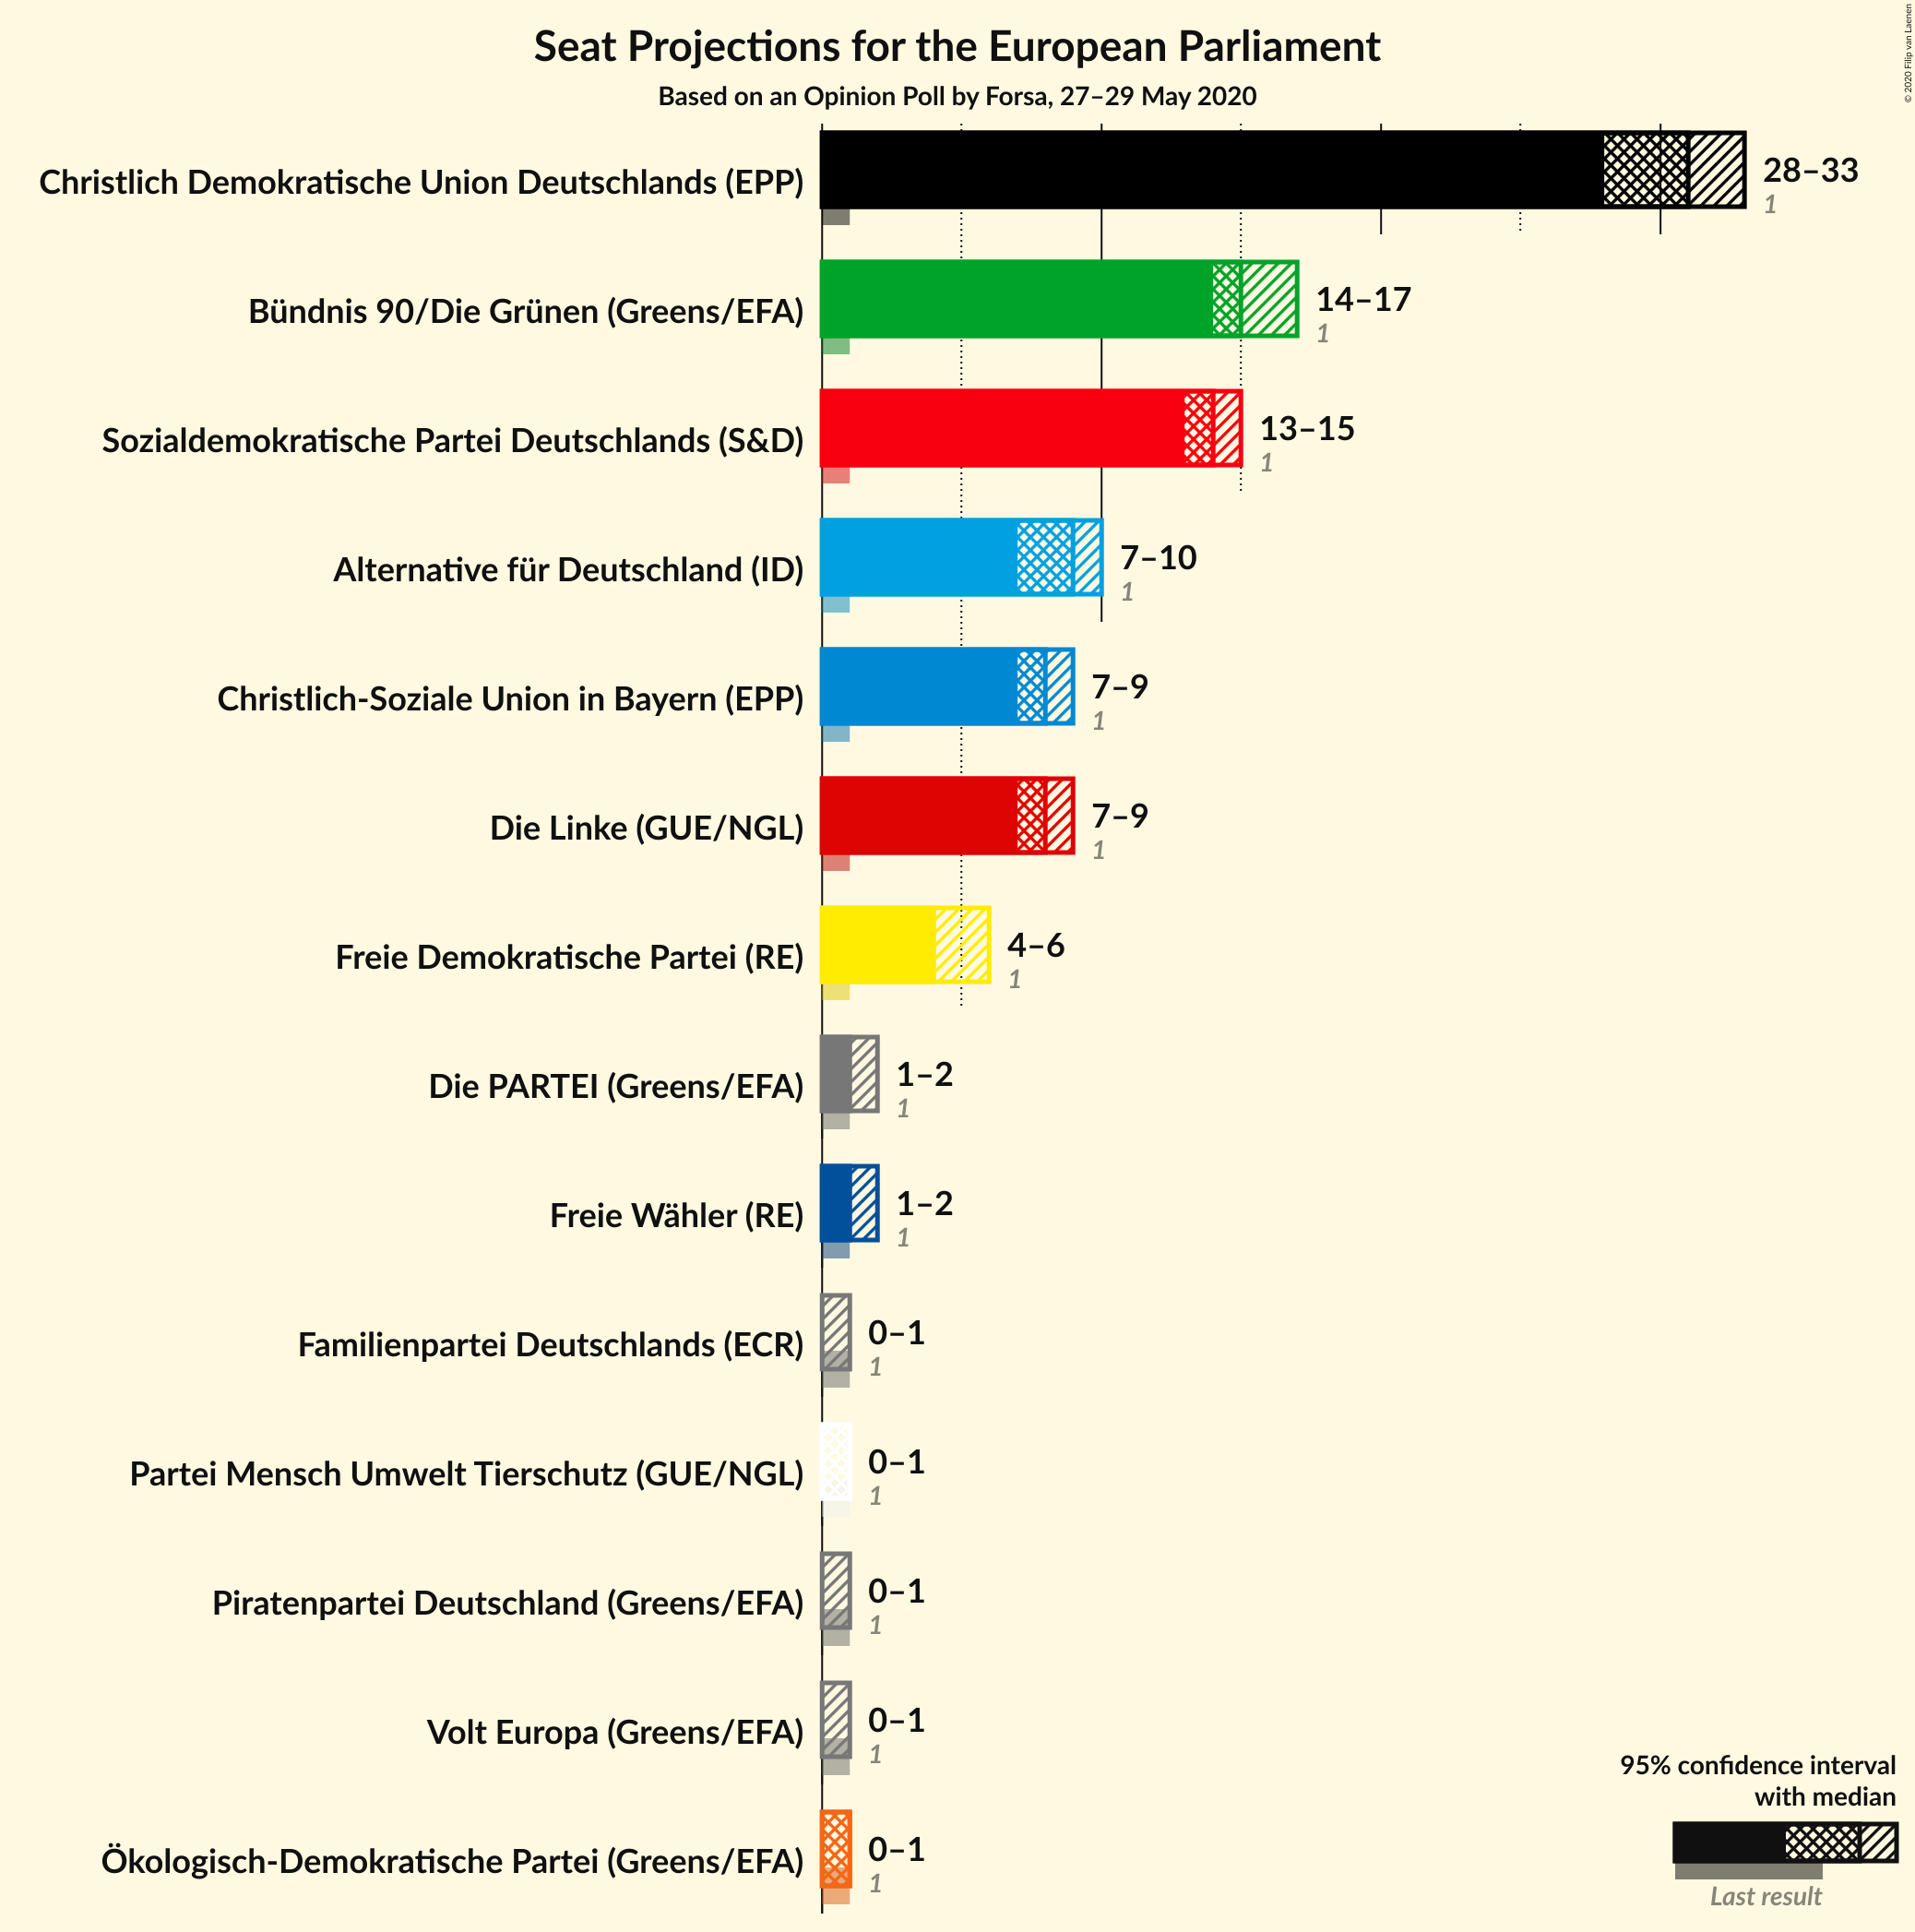 Seat Projections for the European Parliament
Based on an Opinion Poll by Forsa, 27–29 May 2020
© 2020 Filip van Laenen
Christlich Demokratische Union Deutschlands (EPP)
28–33
1
Bündnis 90/Die Grünen (Greens/EFA)
14–17
1
Sozialdemokratische Partei Deutschlands (S&D)
13–15
1
Alternative für Deutschland (ID)
7–10
1
Christlich-Soziale Union in Bayern (EPP)
7–9
1
Die Linke (GUE/NGL)
7–9
1
Freie Demokratische Partei (RE)
4–6
1
Die PARTEI (Greens/EFA)
1–2
1
Freie Wähler (RE)
1–2
1
Familienpartei Deutschlands (ECR)
0–1
1
Partei Mensch Umwelt Tierschutz (GUE/NGL)
0–1
1
Piratenpartei Deutschland (Greens/EFA)
0–1
1
Volt Europa (Greens/EFA)
0–1
1
Ökologisch-Demokratische Partei (Greens/EFA)
0–1
1
95% confidence interval
with median
Last result